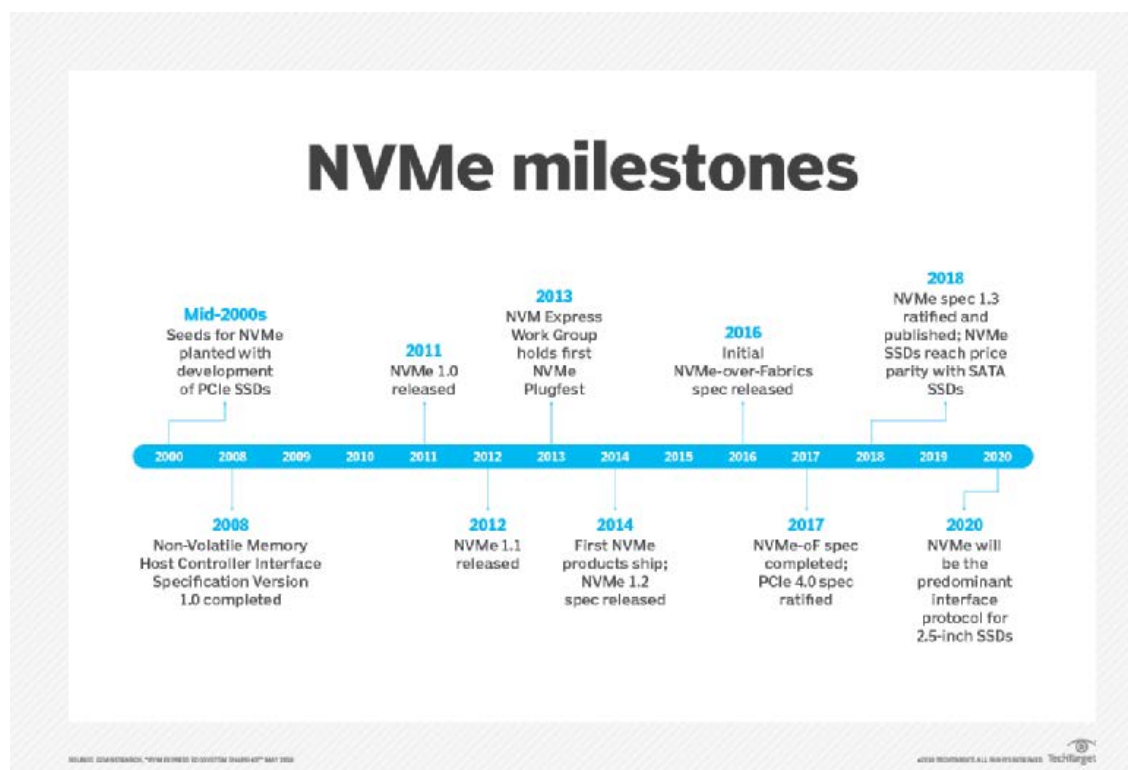 NVMe milestones
Mid-2000s
Seeds for NVMe
planted with
development
of PCIe SSDs
2011
NVMe 1.0
released
2013
NVM Express
Work Group
holds first
NVMe
Plugfest
2016
Initial
NVMe-over-Fabrics
spec released
2018
NVMe spec 1.3
ratified and
published; NVMe
SSDs reach price
parity with SATA
SSDs
2000 2008 2009 2010 2011 2012 2013 2014 2015 2016 2017 2018 2019 2020
2008
Non-Volatile Memory
Host Controller Interface
Specification Version
1.0 completed
2012
NVMe 1.1
released
2014
First NVMe
products ship;
NVMe 1.2
spec released
2017
NVMe-oF spec
completed;
PCIe 4.0 spec
ratified
2020
NVMe will
be the
predominant
interface
protocol for
2.5-inch SSDs
ALL RIGHTS RESERVED TechTarget